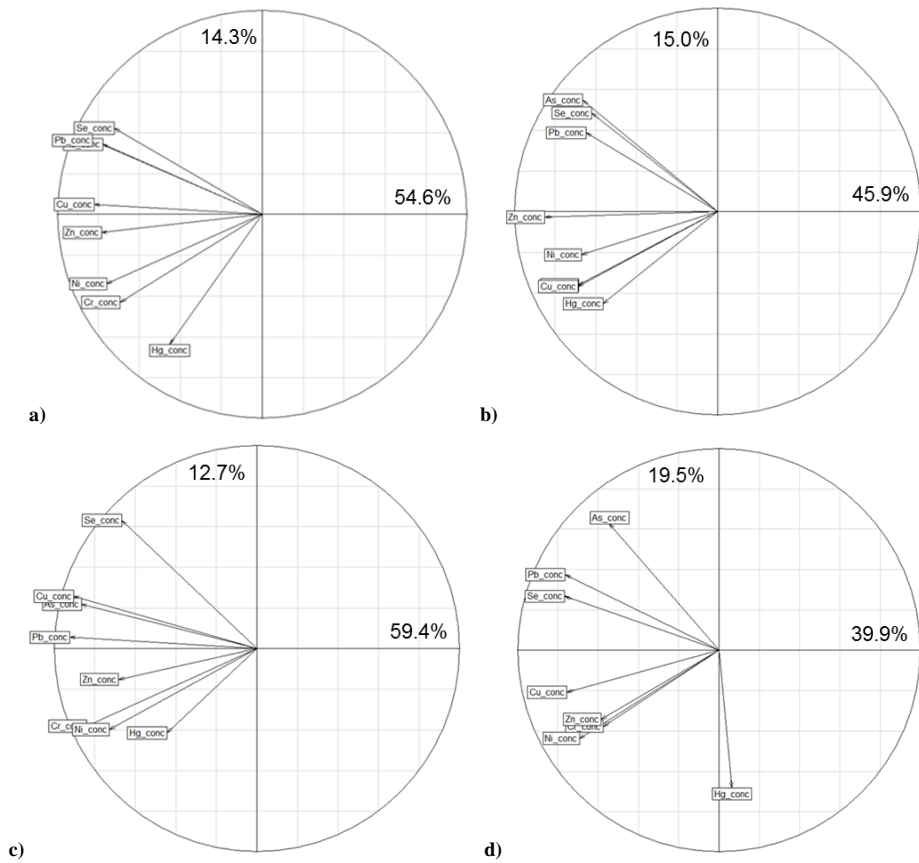 14.3%
Se_conc
Pb_conc
54.6%
Cu_conc
Zn_conc
Ni_conc
Cr_conc
Hg_conc
a)
15.0%
As_conc
Se_conc
Pb_conc
45.9%
Zn_conc
Ni_conc
Cu_conc
Hg_conc
b)
12.7%
Se_conc
Cu_conc
As_conc
59.4%
Pb_conc
Zn_conc
Cr_conc
Ni_conc
Hg_conc
c)
19.5%
As_conc
Pb_conc
Se_conc
39.9%
Cu_conc
Zn_conc
Cr_conc
Ni_conc
Hg_conc
d)